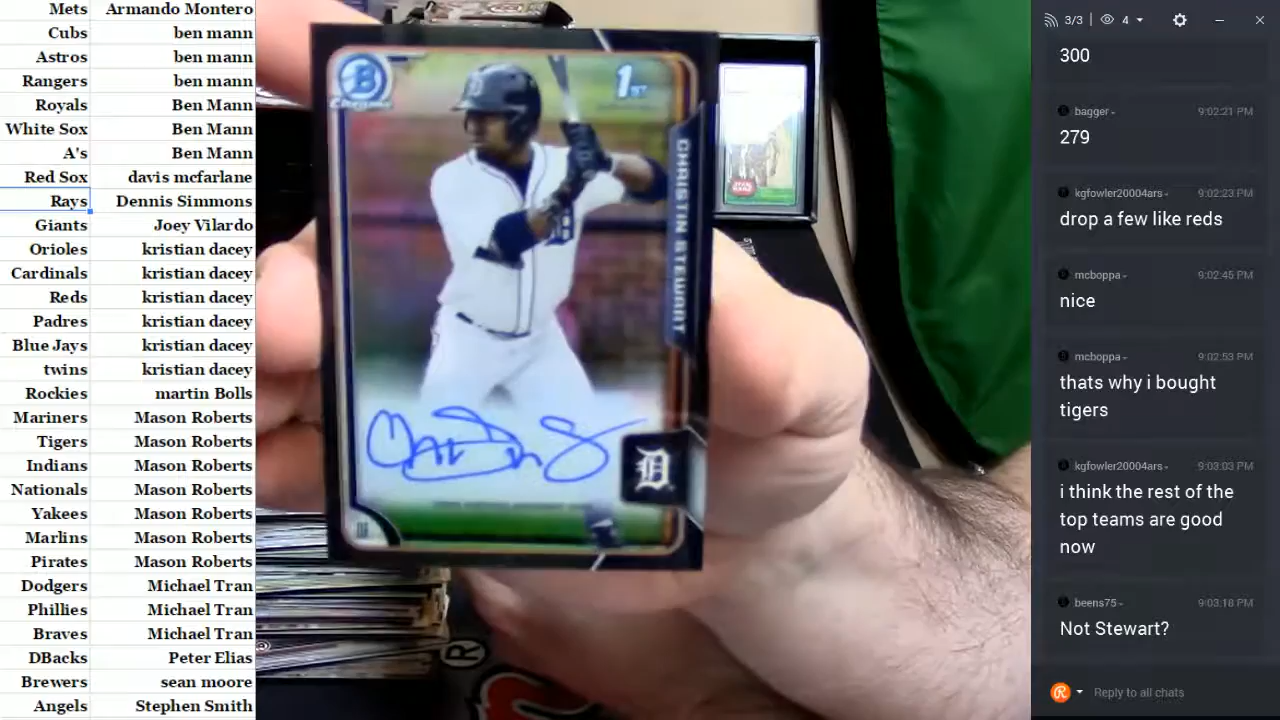 Mets Armando Montero
Cubs ben mann
Astros ben mann
Rangers ben mann
Royals Ben Mann
White Sox Ben Mann
A's Ben Mann
Red Sox davis mcfarlane
Rays Dennis Simmons
Giants Joey Vilardo
Orioles kristian dacey
Cardinals kristian dacey
Reds kristian dacey
Padres kristian dacey
Blue Jays kristian dacey
twins kristian dacey
Rockies martin Bolls
Mariners Mason Roberts
Tigers Mason Roberts
Indians Mason Roberts
Nationals Mason Roberts
Yakees Mason Roberts
Marlins Mason Roberts
Pirates Mason Roberts
Dodgers Michael Tran
Phillies Michael Tran
Braves Michael Tran
DBacks Peter Elias
Brewers sean moore
Angels Stephen Smith
B
Chrome
1ST
CHRISTIN STEWART
D
STAR
WARS
®
3/3 4
300
bagger 9:02:21 PM
279
kgfowler20004ars 9:02:23 PM
drop a few like reds
mcboppa 9:02:45 PM
nice
mcboppa 9:02:53 PM
thats why i bought
tigers
kgfowler20004ars 9:03:03 PM
i think the rest of the
top teams are good
now
beens75 9:03:18 PM
Not Stewart?
Reply to all chats